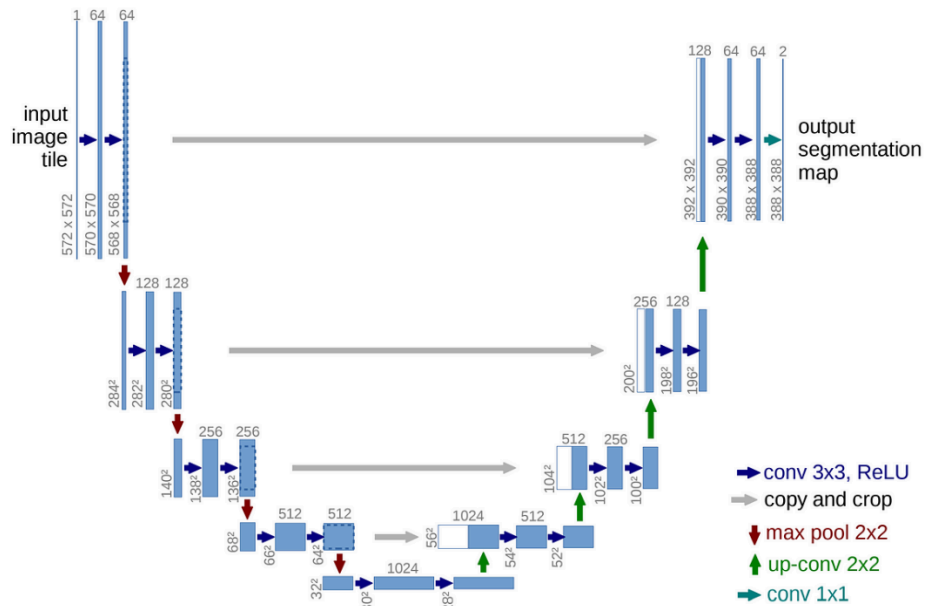 1 64 64
128 64 64 2
input
image
tile
output
segmentation
map
572 x 572
570 x 570
568 x 568
392 x 392
390 x 390
388 x 388
388 x 388
128 128
256 128
284²
282²
280²
200²
198²
196²
256 256
512 256
140²
138²
136²
104²
102²
100²
512 512
1024 512
68²
66²
64²
56²
54²
52²
1024
32²
conv 3x3, ReLU
copy and crop
max pool 2x2
up-conv 2x2
conv 1x1